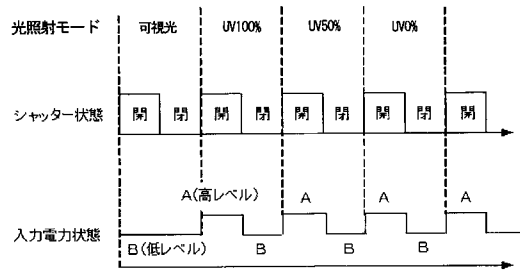 光照射モード 可視光 UV100% UV50% UV0%
シャッター状態 開 閉 開 閉 開 閉 開 閉 開
A(高レベル) A A A
入力電力状態
B(低レベル) B B B